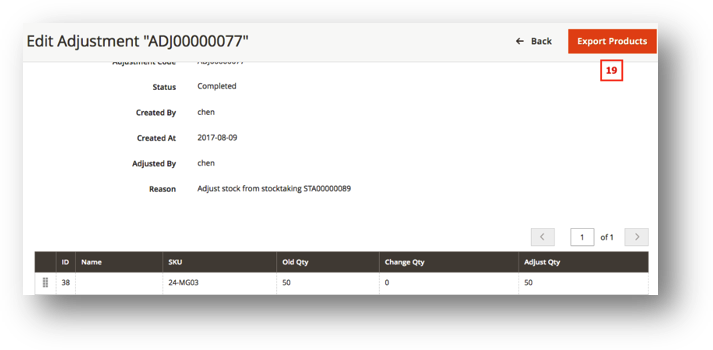 Edit Adjustment "ADJ00000077"
← Back
Export Products
19
Adjustment Code ADJ00000077
Status Completed
Created By chen
Created At 2017-08-09
Adjusted By chen
Reason Adjust stock from stocktaking STA00000089
1 of 1
ID Name SKU Old Qty Change Qty Adjust Qty
38 24-MG03 50 0 50